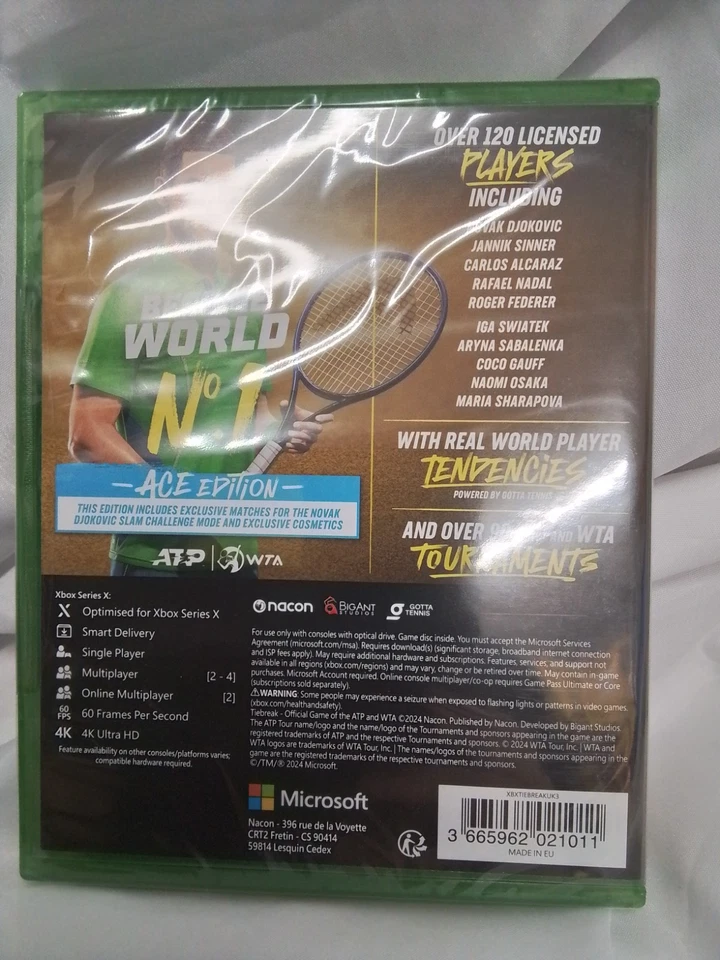 OVER 120 LICENSED
PLAYERS
INCLUDING
DJOKOVIC
JANNIK SINNER
CARLOS ALCARAZ
RAFAEL NADAL
ROGER FEDERER
IGA SWIATEK
ARYNA SABALENKA
COCO GAUFF
NAOMI OSAKA
MARIA SHARAPOVA
WORLD
Nº 1
WITH REAL WORLD PLAYER
TENDENCIES
POWERED BY GOTTA TENNIS
ACE EDITION
THIS EDITION INCLUDES EXCLUSIVE MATCHES FOR THE NOVAK
DJOKOVIC SLAM CHALLENGE MODE AND EXCLUSIVE COSMETICS
AND OVER AND WTA
TOURNAMENTS
ATP WTA
Xbox Series X:
X Optimised for Xbox Series X
Smart Delivery
Single Player
Multiplayer [2 - 4]
Online Multiplayer [2]
60 FPS 60 Frames Per Second
4K 4K Ultra HD
Feature availability on other consoles/platforms varies;
compatible hardware required.
nacon BIGANT STUDIOS GOTTA TENNIS
For use only with consoles with optical drive. Game disc inside. You must accept the Microsoft Services
Agreement (microsoft.com/msa). Requires download(s) (significant storage, broadband internet connection
and ISP fees apply). May require additional hardware and subscriptions. Features, services, and support not
available in all regions (xbox.com/regions) and may vary, change or be retired over time. May contain in-game
purchases. Microsoft Account required. Online console multiplayer/co-op requires Game Pass Ultimate or Core
(subscriptions sold separately).
WARNING: Some people may experience a seizure when exposed to flashing lights or patterns in video games.
(xbox.com/healthandsafety).
Tiebreak - Official Game of the ATP and WTA ©2024 Nacon. Published by Nacon. Developed by Bigant Studios
The ATP Tour name/logo and the name/logo of the Tournaments and sponsors appearing in the game are the
registered trademarks of ATP and the respective Tournaments and sponsors. © 2024 WTA Tour, Inc. | WTA and
WTA logos are trademarks of WTA Tour, Inc. | The names/logos of the tournaments and sponsors appearing in the
game are the registered trademarks of the respective tournaments and sponsors.
©/TM/® 2024 Microsoft.
Microsoft
Nacon - 396 rue de la Voyette
CRT2 Fretin - CS 90414
59814 Lesquin Cedex
XBXTIEBREAKUK3
3 665962 021011
MADE IN EU